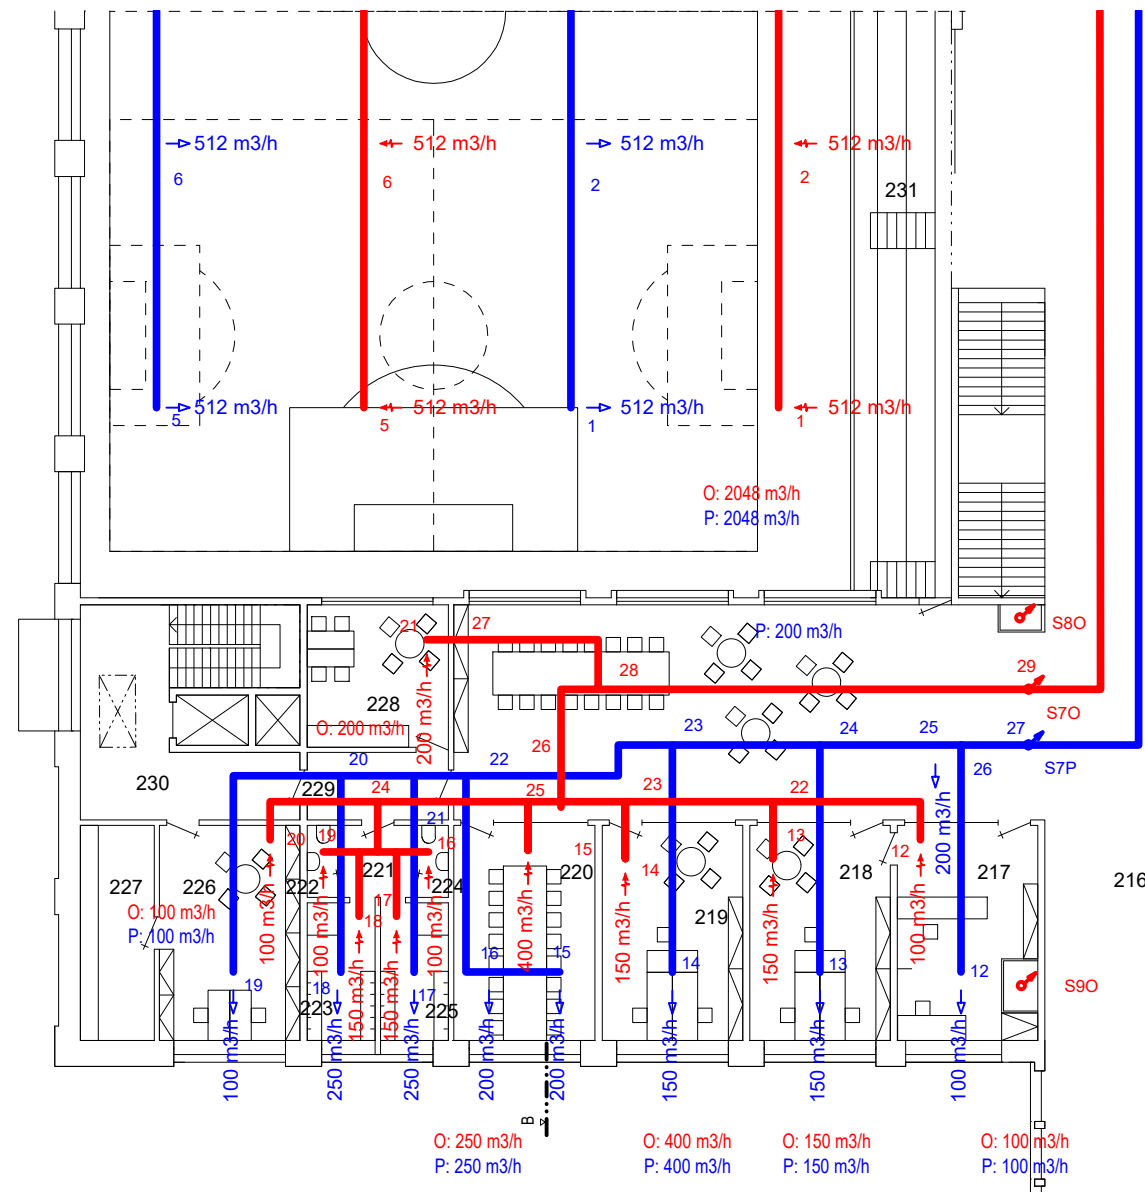 512 m3/h
512 m3/h
512 m3/h
512 m3/h
6
6
2
2
231
512 m3/h
512 m3/h
512 m3/h
512 m3/h
5
5
1
1
O: 2048 m3/h
P: 2048 m3/h
21
27
P: 200 m3/h
S8O
28
29
228
200 m3/h
O: 200 m3/h
S7O
26
23
24
25
27
20
22
S7P
26
230
229
24
25
23
22
200 m3/h
21
20
19
16
15
14
13
12
227
226
222
221
224
220
219
218
217
216
O: 100 m3/h
P: 100 m3/h
17
18
100 m3/h
100 m3/h
150 m3/h
150 m3/h
100 m3/h
400 m3/h
150 m3/h
150 m3/h
100 m3/h
19
18
17
16
15
14
13
12
S9O
223
225
100 m3/h
250 m3/h
250 m3/h
200 m3/h
200 m3/h
150 m3/h
150 m3/h
100 m3/h
B
O: 250 m3/h
P: 250 m3/h
O: 400 m3/h
P: 400 m3/h
O: 150 m3/h
P: 150 m3/h
O: 100 m3/h
P: 100 m3/h